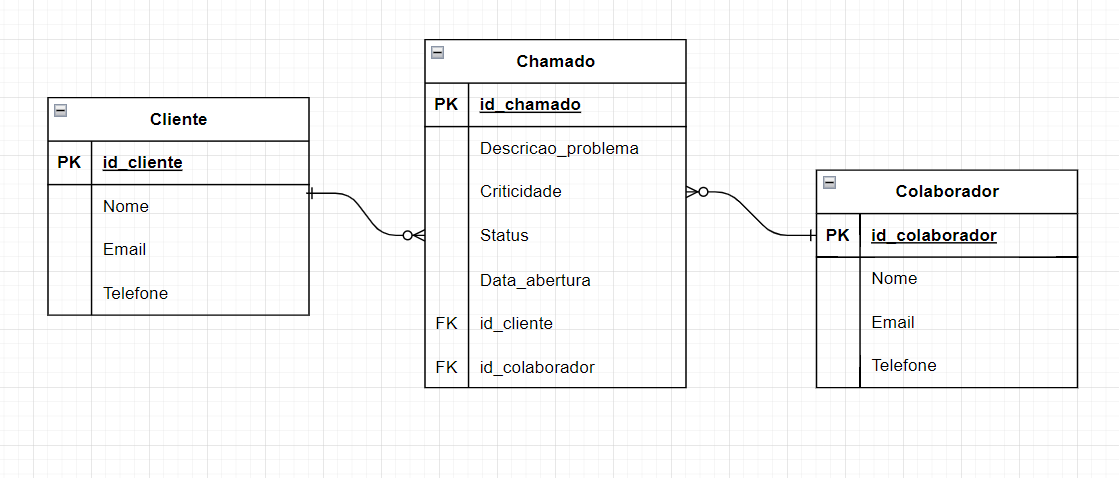 Cliente
PK id_cliente
Nome
Email
Telefone
Chamado
PK id_chamado
Descricao_problema
Criticidade
Status
Data_abertura
FK id_cliente
FK id_colaborador
Colaborador
PK id_colaborador
Nome
Email
Telefone